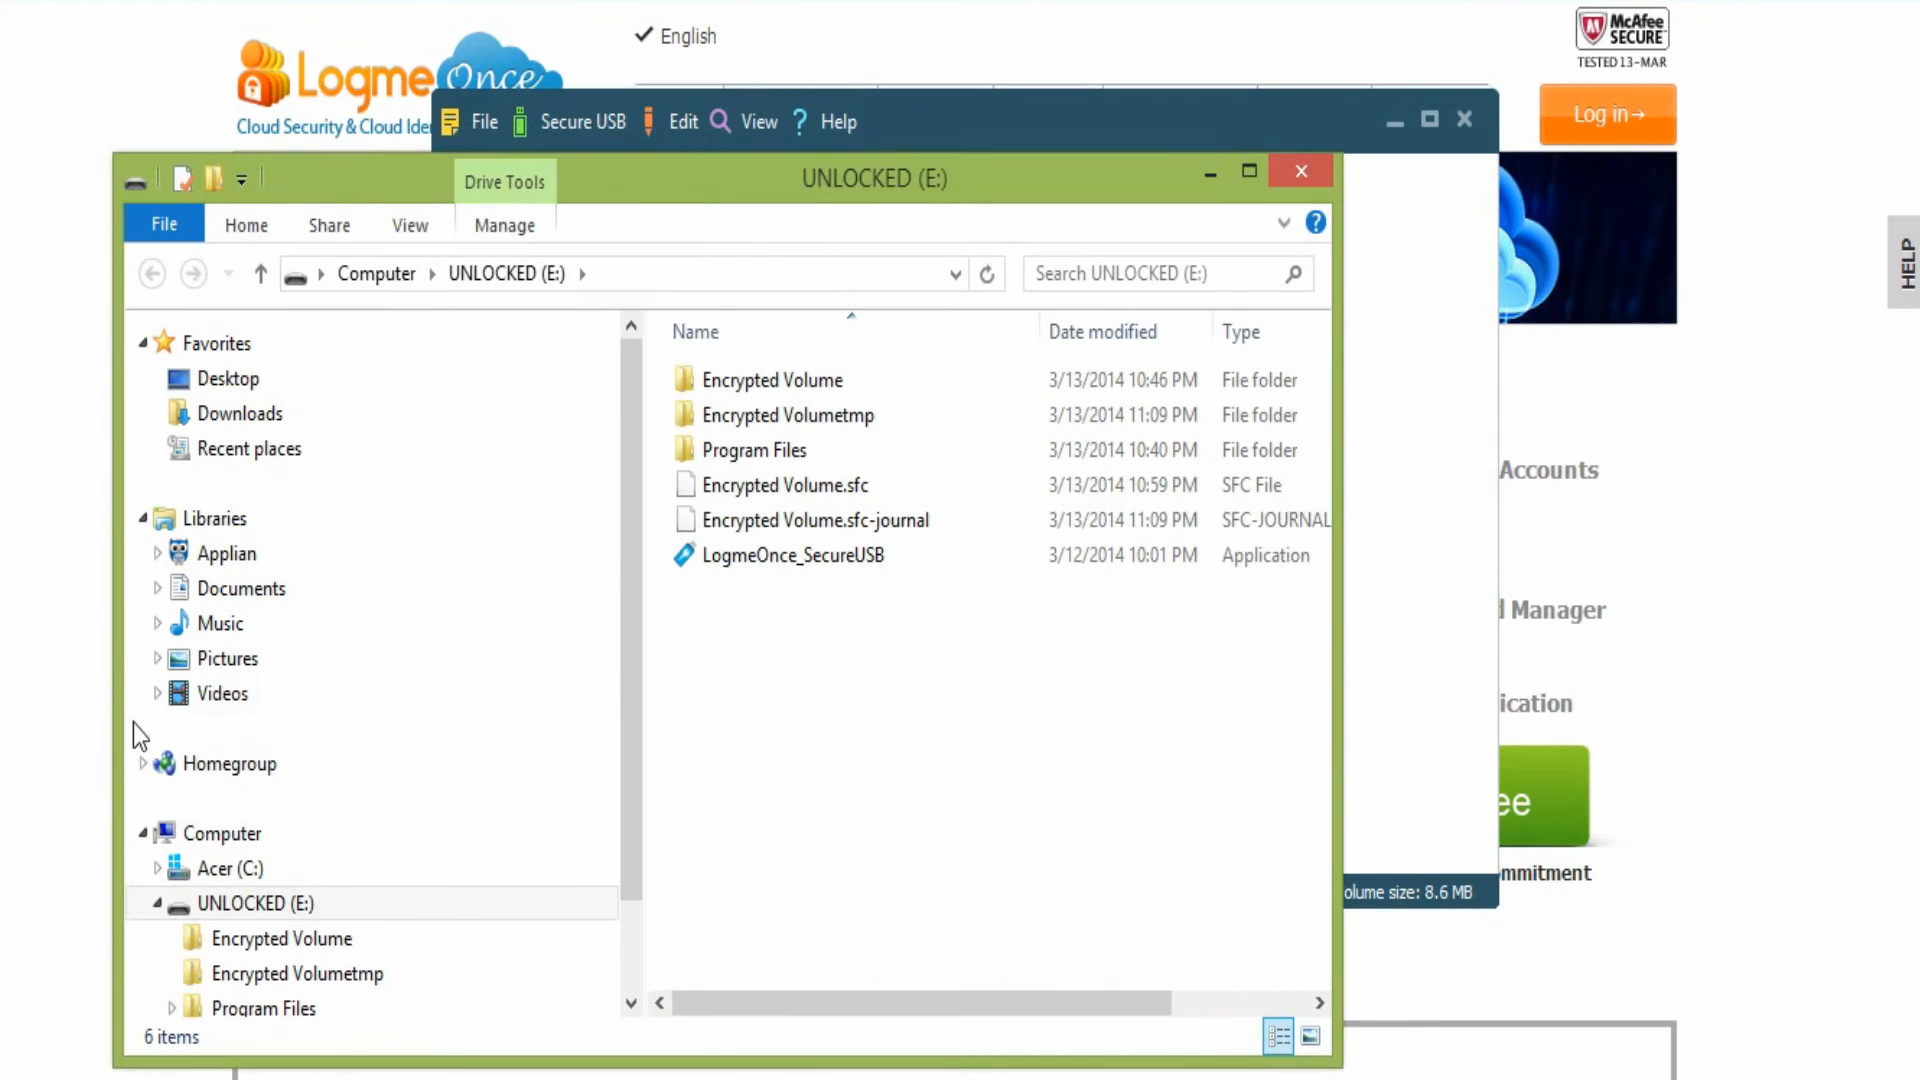 Logme Once
Cloud Security & Cloud Ide
English
McAfee
SECURE
TESTED 13-MAR
Log in→
File Secure USB Edit View ? Help
Drive Tools
UNLOCKED (E:)
File Home Share View Manage
Computer UNLOCKED (E:)
Search UNLOCKED (E:)
HELP
Favorites
Desktop
Downloads
Recent places
Libraries
Applian
Documents
Music
Pictures
Videos
Homegroup
Computer
Acer (C:)
UNLOCKED (E:)
Encrypted Volume
Encrypted Volumetmp
Program Files
6 items
Name Date modified Type
Encrypted Volume 3/13/2014 10:46 PM File folder
Encrypted Volumetmp 3/13/2014 11:09 PM File folder
Program Files 3/13/2014 10:40 PM File folder
Encrypted Volume.sfc 3/13/2014 10:59 PM SFC File
Encrypted Volume.sfc-journal 3/13/2014 11:09 PM SFC-JOURNAL
LogmeOnce_SecureUSB 3/12/2014 10:01 PM Application
Accounts
d Manager
ication
ee
mmitment
olume size: 8.6 MB